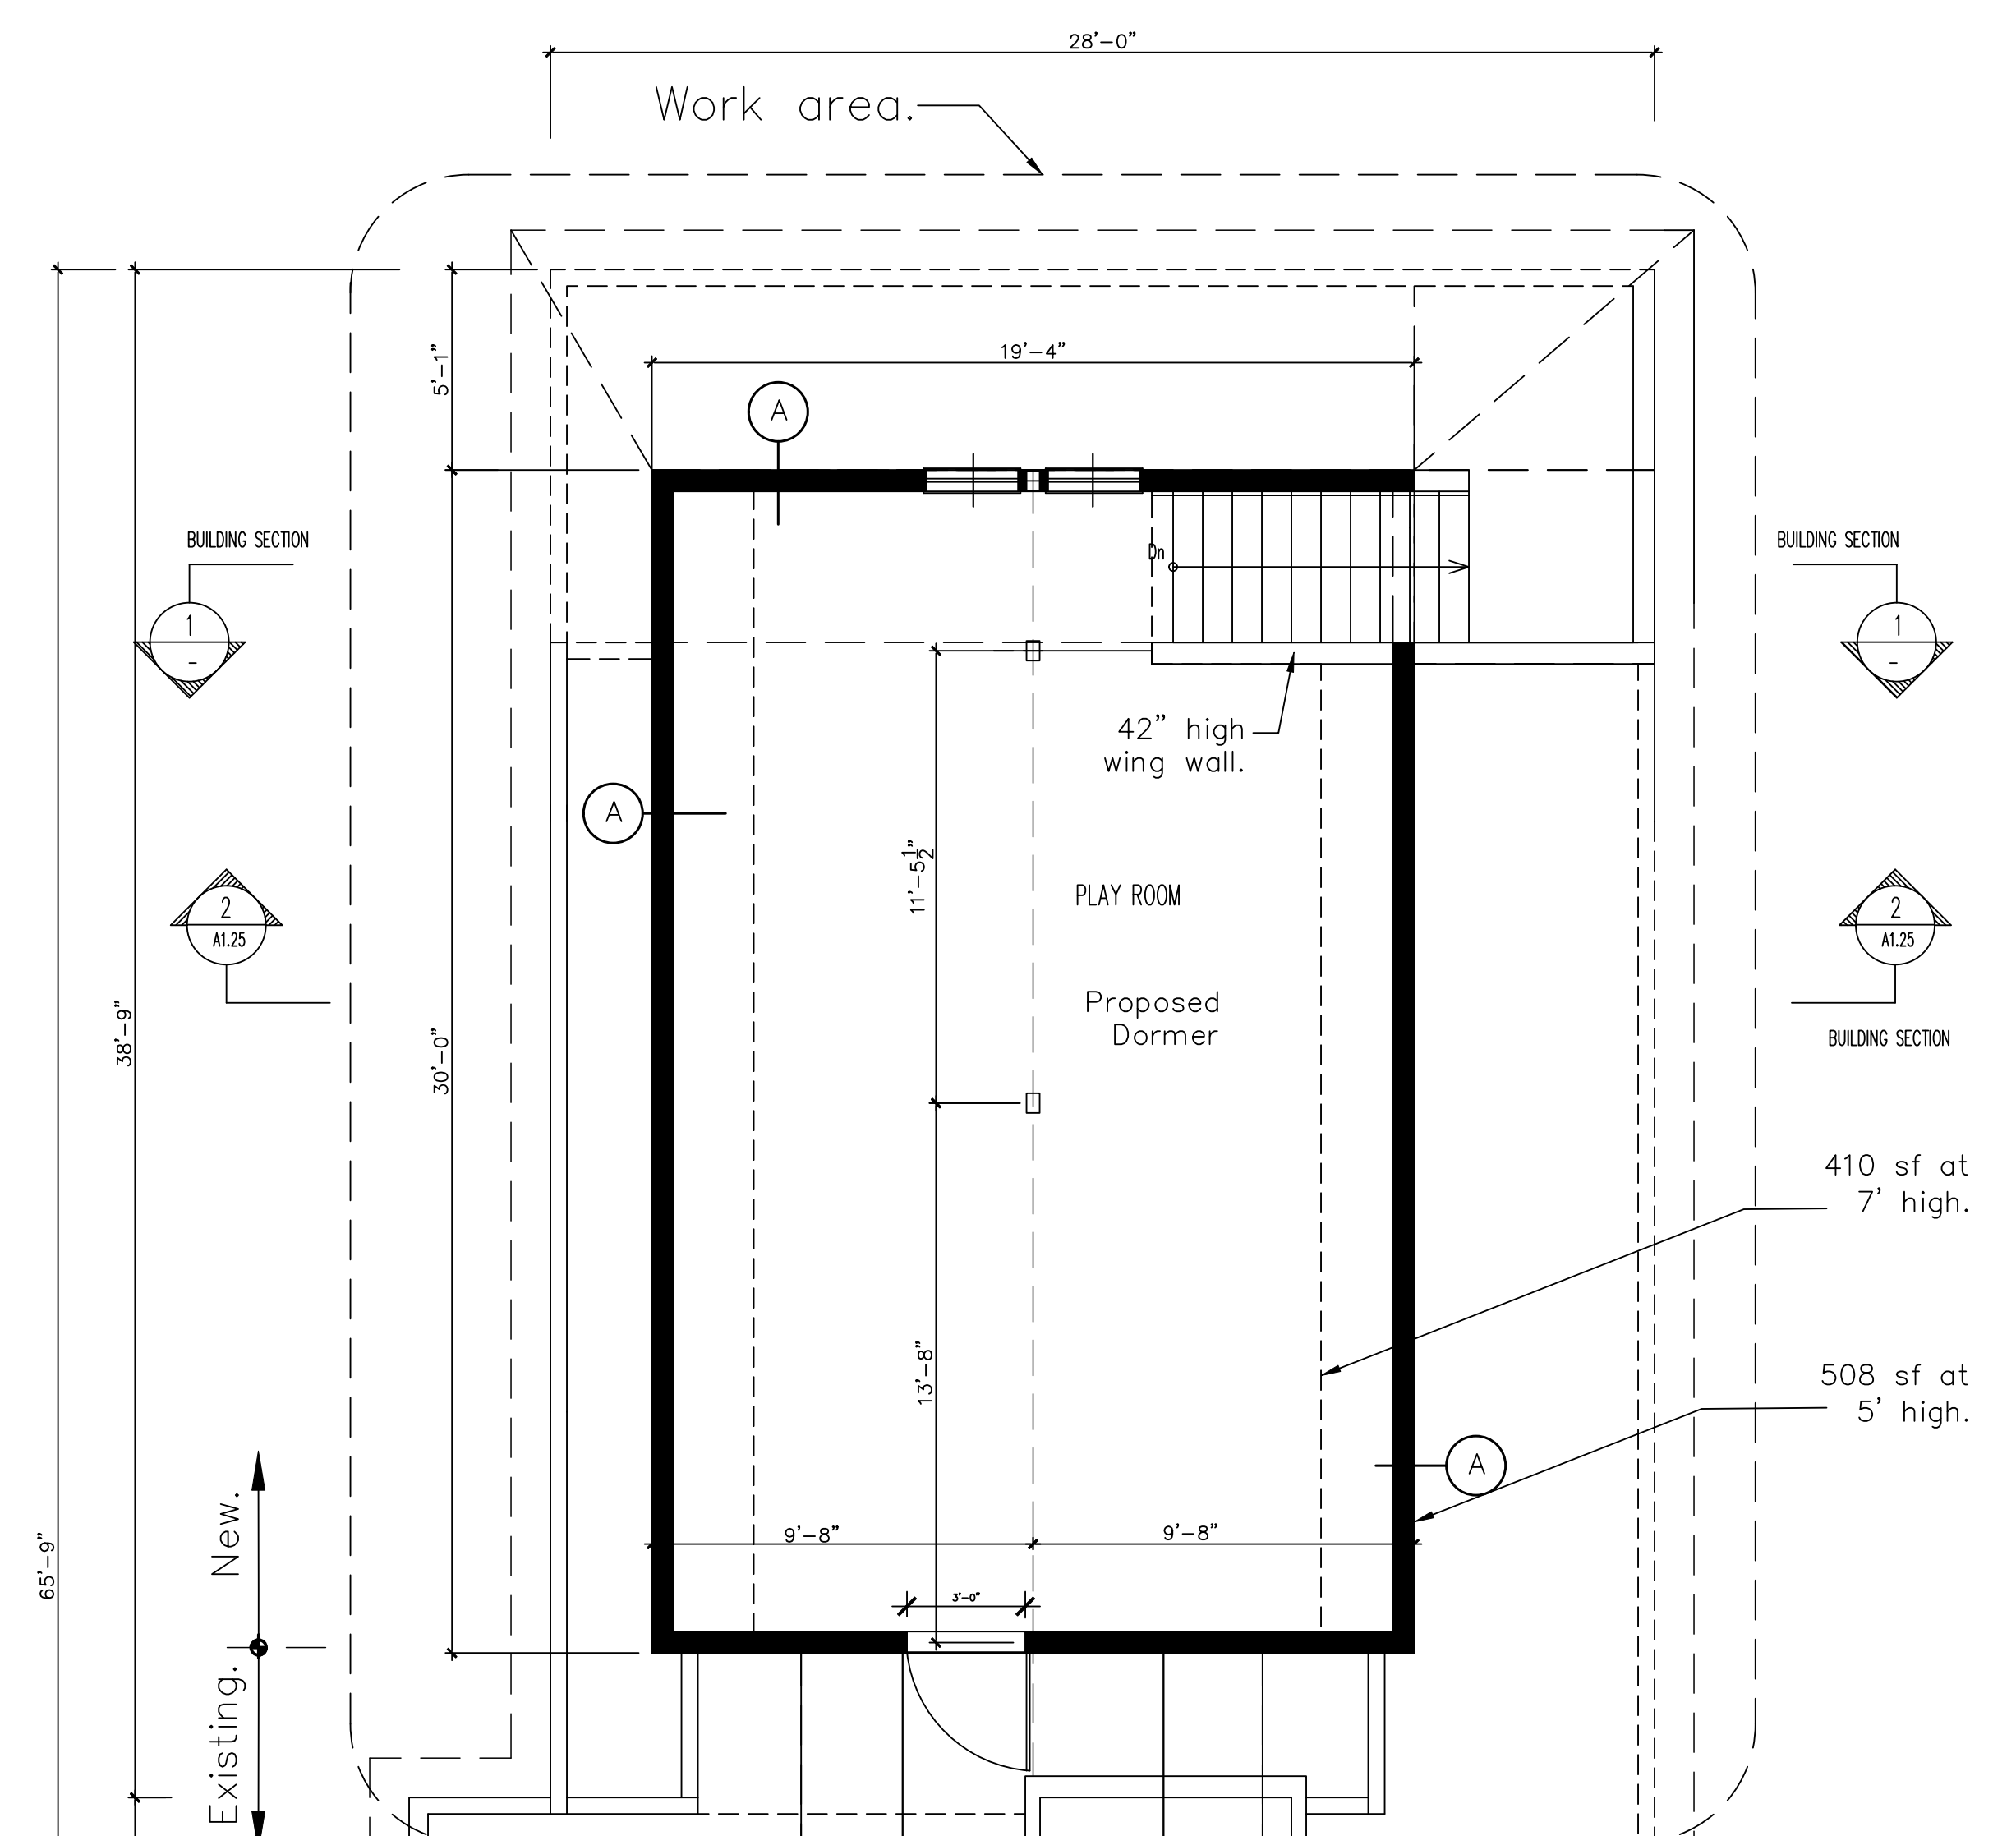 28'-0"
Work area.
19'-4"
5'-1"
A
BUILDING SECTION
BUILDING SECTION
Dn
1
-
1
-
42" high
wing wall.
A
11'-5 1/2"
PLAY ROOM
2
A1.25
2
A1.25
Proposed
Dormer
38'-9"
30'-0"
BUILDING SECTION
410 sf at
7' high.
13'-8"
508 sf at
5' high.
A
New.
9'-8"
9'-8"
65'-9"
3'-0"
Existing.